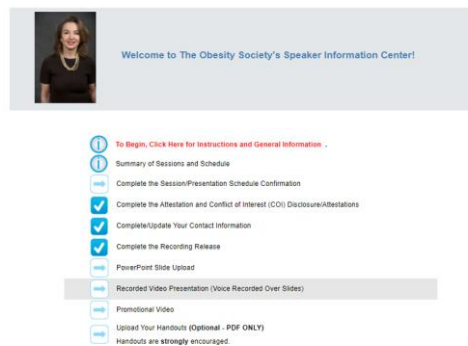 Welcome to The Obesity Society's Speaker Information Center!
To Begin, Click Here for Instructions and General Information .
Summary of Sessions and Schedule
Complete the Session/Presentation Schedule Confirmation
Complete the Attestation and Conflict of Interest (COI) Disclosure/Attestations
Complete/Update Your Contact Information
Complete the Recording Release
PowerPoint Slide Upload
Recorded Video Presentation (Voice Recorded Over Slides)
Promotional Video
Upload Your Handouts (Optional - PDF ONLY)
Handouts are strongly encouraged.